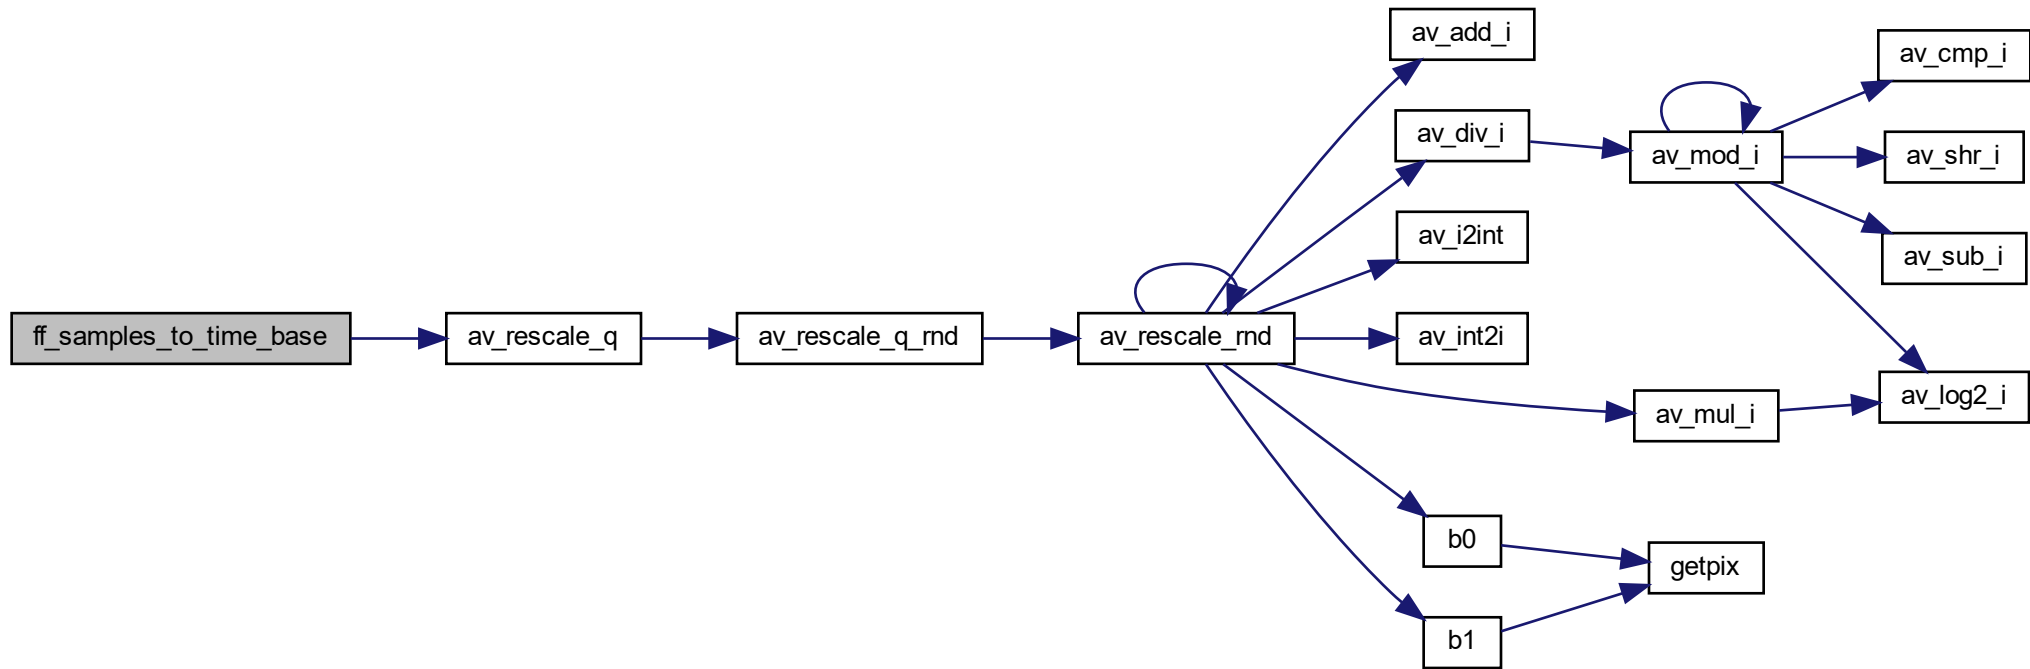 ff_samples_to_time_base
av_rescale_q
av_rescale_q_rnd
av_rescale_rnd
av_add_i
av_div_i
av_i2int
av_int2i
av_mul_i
b0
b1
av_mod_i
getpix
av_cmp_i
av_shr_i
av_sub_i
av_log2_i